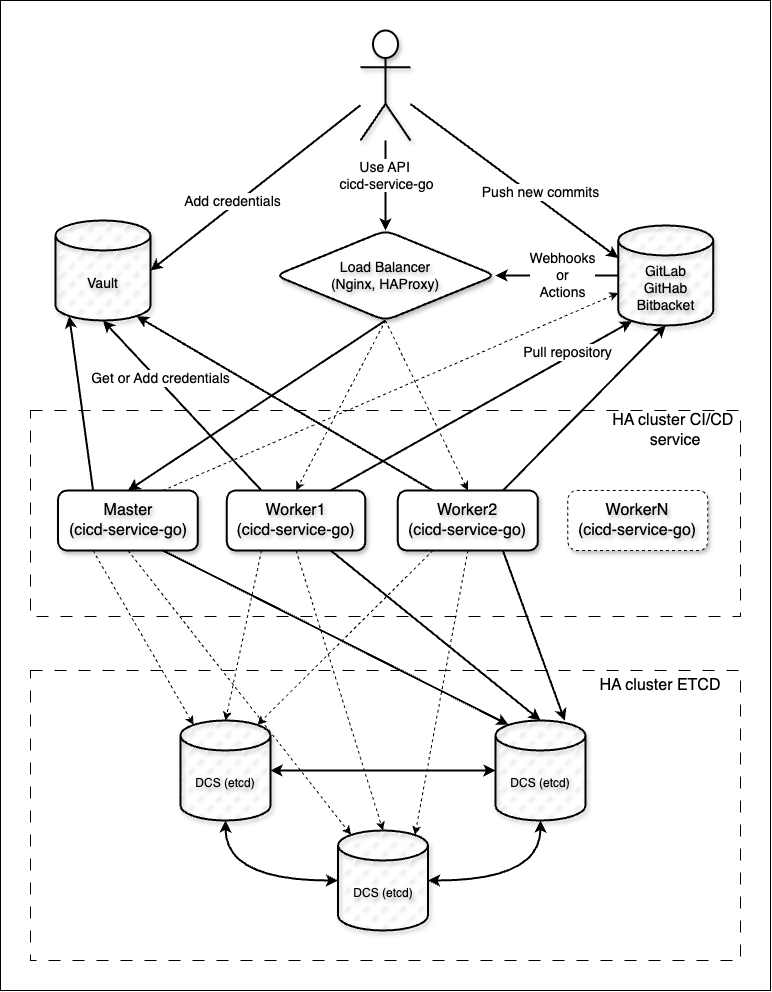 Use API
cicd-service-go
Add credentials
Push new commits
Vault
Load Balancer
(Nginx, HAProxy)
Webhooks
or
Actions
GitLab
GitHab
Bitbacket
Pull repository
Get or Add credentials
HA cluster CI/CD
service
Master
(cicd-service-go)
Worker1
(cicd-service-go)
Worker2
(cicd-service-go)
WorkerN
(cicd-service-go)
HA cluster ETCD
DCS (etcd)
DCS (etcd)
DCS (etcd)